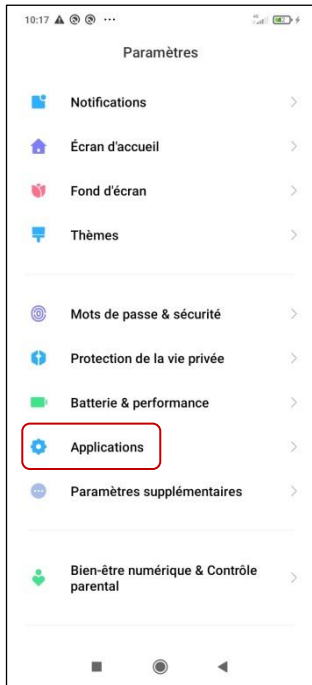 10:17
Paramètres
Notifications
Écran d'accueil
Fond d'écran
Thèmes
Mots de passe & sécurité
Protection de la vie privée
Batterie & performance
Applications
Paramètres supplémentaires
Bien-être numérique & Contrôle
parental